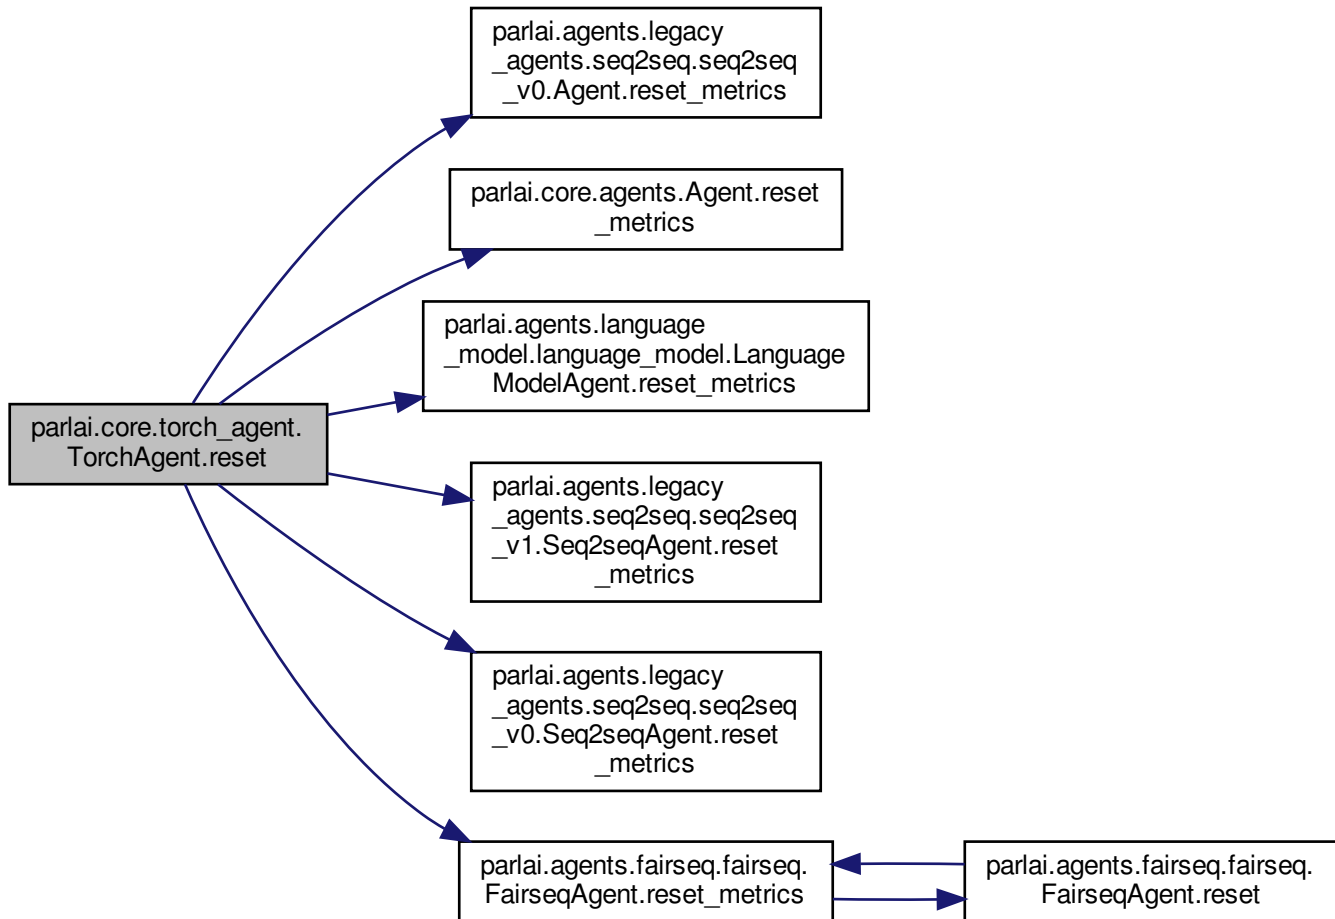 parlai.agents.legacy
_agents.seq2seq.seq2seq
_v0.Agent.reset_metrics
parlai.core.agents.Agent.reset
_metrics
parlai.agents.language
_model.language_model.Language
ModelAgent.reset_metrics
parlai.core.torch_agent.
TorchAgent.reset
parlai.agents.legacy
_agents.seq2seq.seq2seq
_v1.Seq2seqAgent.reset
_metrics
parlai.agents.legacy
_agents.seq2seq.seq2seq
_v0.Seq2seqAgent.reset
_metrics
parlai.agents.fairseq.fairseq.
FairseqAgent.reset_metrics
parlai.agents.fairseq.fairseq.
FairseqAgent.reset